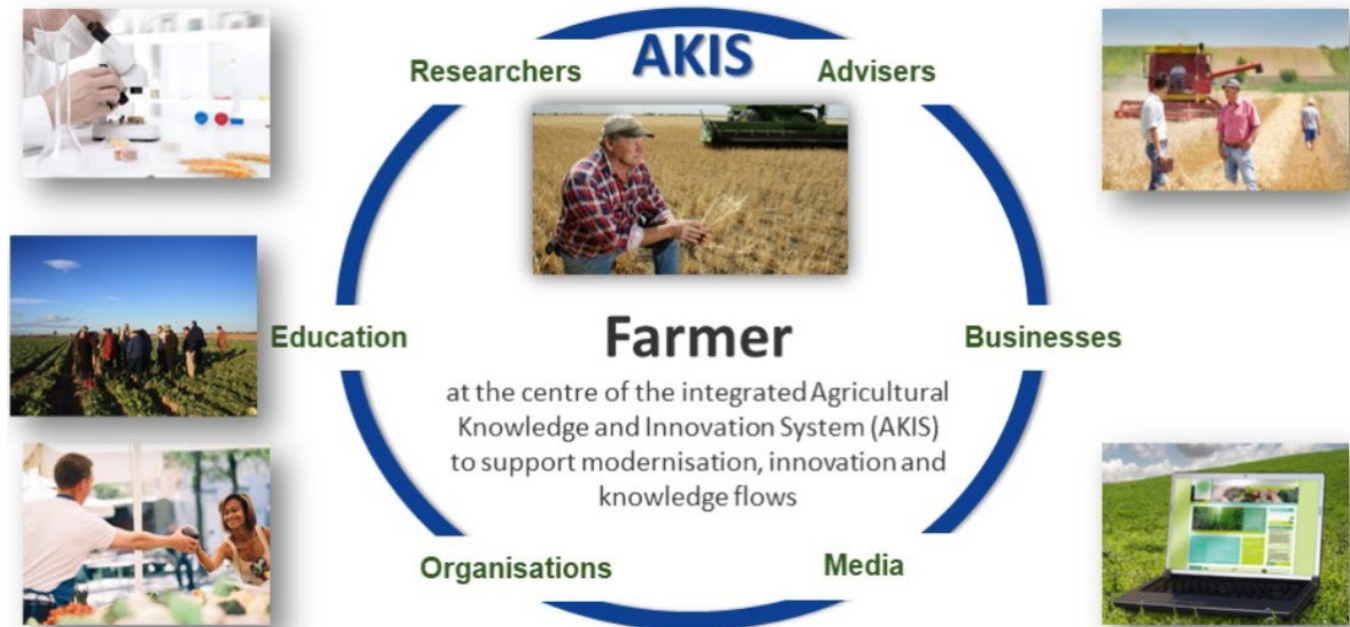 AKIS
Researchers
Advisers
Education
Farmer
Businesses
at the centre of the integrated Agricultural
Knowledge and Innovation System (AKIS)
to support modernisation, innovation and
knowledge flows
Organisations
Media